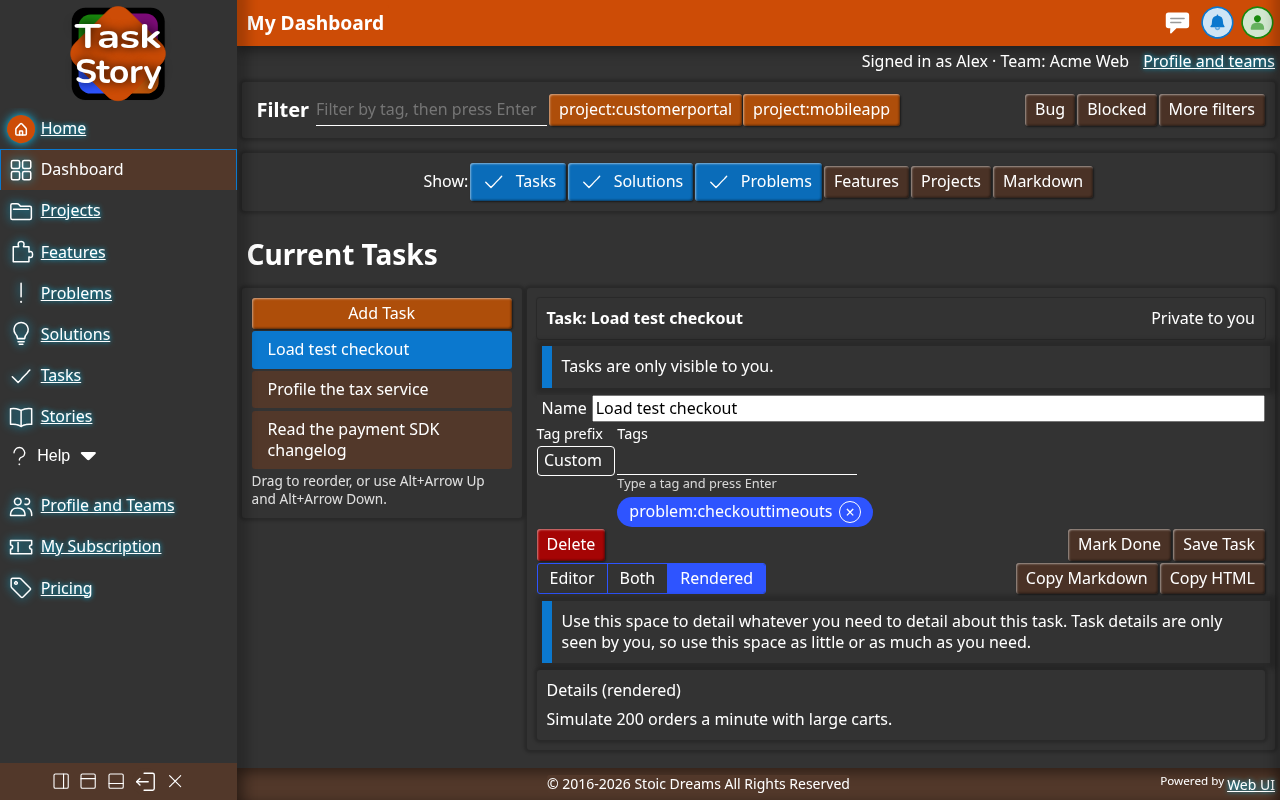 Task
Story
Home
Dashboard
Projects
Features
Problems
Solutions
Tasks
Stories
Help
Profile and Teams
My Subscription
Pricing
My Dashboard
Signed in as Alex · Team: Acme Web Profile and teams
Filter Filter by tag, then press Enter project:customerportal project:mobileapp Bug Blocked More filters
Show: Tasks Solutions Problems Features Projects Markdown
Current Tasks
Add Task
Load test checkout
Profile the tax service
Read the payment SDK
changelog
Drag to reorder, or use Alt+Arrow Up
and Alt+Arrow Down.
Task: Load test checkout Private to you
Tasks are only visible to you.
Name Load test checkout
Tag prefix Tags
Custom
Type a tag and press Enter
problem:checkouttimeouts
Delete Mark Done Save Task
Editor Both Rendered Copy Markdown Copy HTML
Use this space to detail whatever you need to detail about this task. Task details are only
seen by you, so use this space as little or as much as you need.
Details (rendered)
Simulate 200 orders a minute with large carts.
© 2016-2026 Stoic Dreams All Rights Reserved
Powered by Web UI